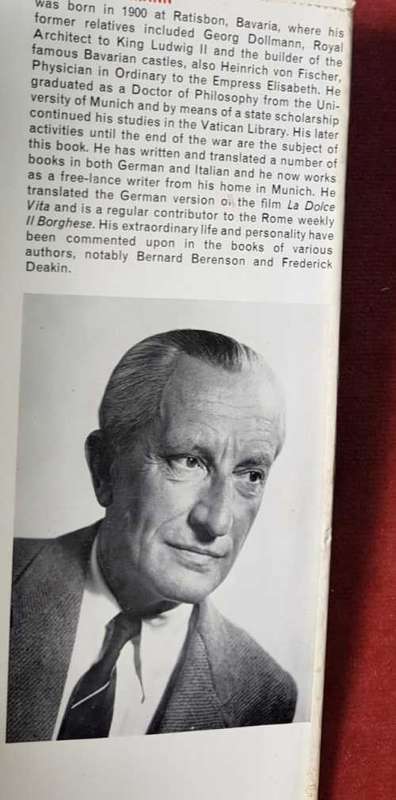 was born in 1900 at Ratisbon, Bavaria, where his
former relatives included Georg Dollmann, Royal
Architect to King Ludwig II and the builder of the
famous Bavarian castles, also Heinrich von Fischer,
Physician in Ordinary to the Empress Elisabeth. He
graduated as a Doctor of Philosophy from the Uni-
versity of Munich and by means of a state scholarship
continued his studies in the Vatican Library. His later
activities until the end of the war are the subject of
this book. He has written and translated a number of
books in both German and Italian and he now works
as a free-lance writer from his home in Munich. He
translated the German version of the film La Dolce
Vita and is a regular contributor to the Rome weekly
Il Borghese. His extraordinary life and personality have
been commented upon in the books of various
authors, notably Bernard Berenson and Frederick
Deakin.